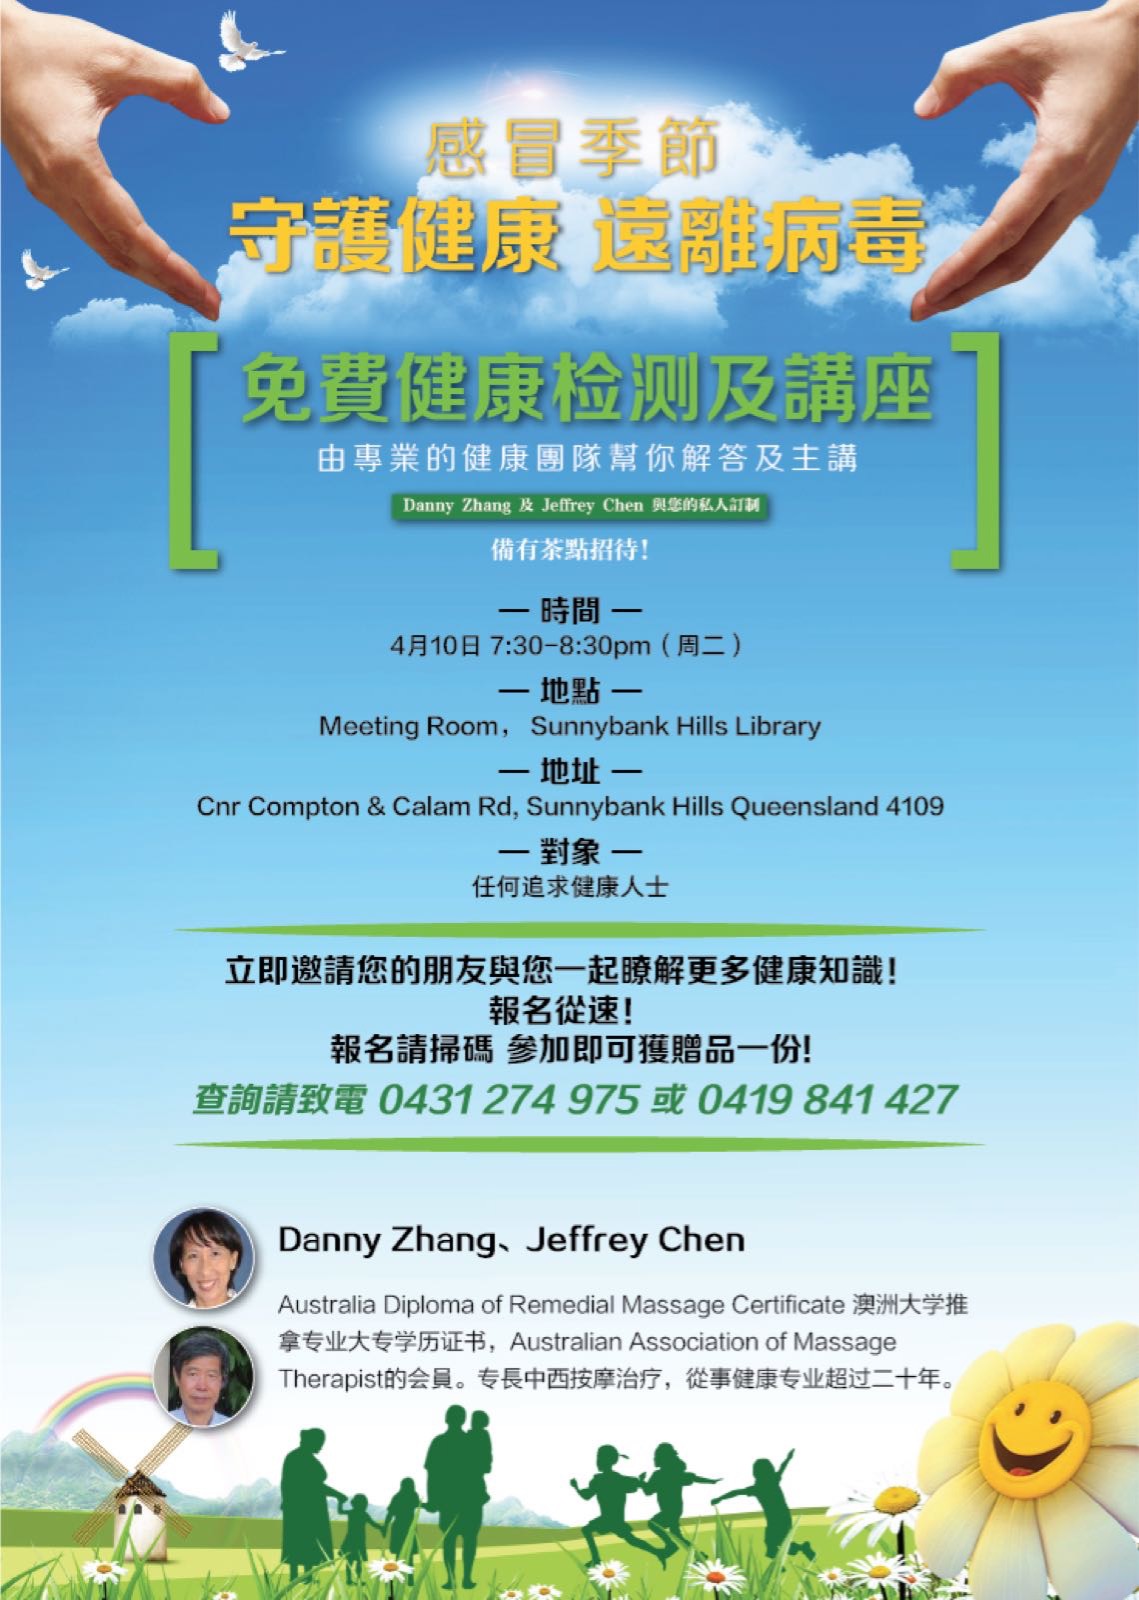 感冒季節
守護健康 遠離病毒
免費健康检测及講座
由專業的健康團隊幫你解答及主講
Danny Zhang 及 Jeffrey Chen 與您的私人訂制
備有茶點招待！
— 時間 —
4月10日 7:30-8:30pm（周二）
— 地點 —
Meeting Room， Sunnybank Hills Library
— 地址 —
Cnr Compton & Calam Rd, Sunnybank Hills Queensland 4109
— 對象 —
任何追求健康人士
立即邀請您的朋友與您一起瞭解更多健康知識！
報名從速！
報名請掃碼 參加即可獲贈品一份!
查詢請致電 0431 274 975 或 0419 841 427
Danny Zhang、Jeffrey Chen
Australia Diploma of Remedial Massage Certificate 澳洲大学推
拿专业大专学历证书，Australian Association of Massage
Therapist的会員。专長中西按摩治疗，從事健康专业超过二十年。